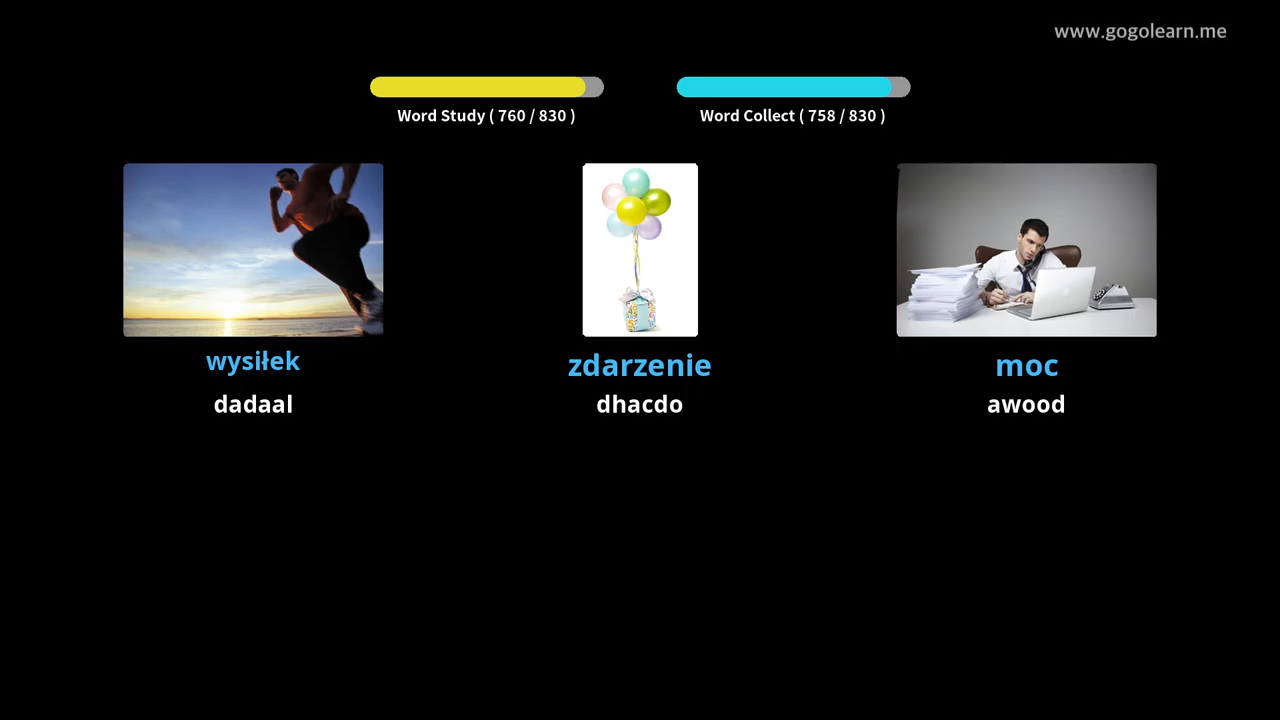 www.gogolearn.me
Word Study ( 760 / 830 )
Word Collect ( 758 / 830 )
wysiłek
zdarzenie
moc
dadaal
dhacdo
awood